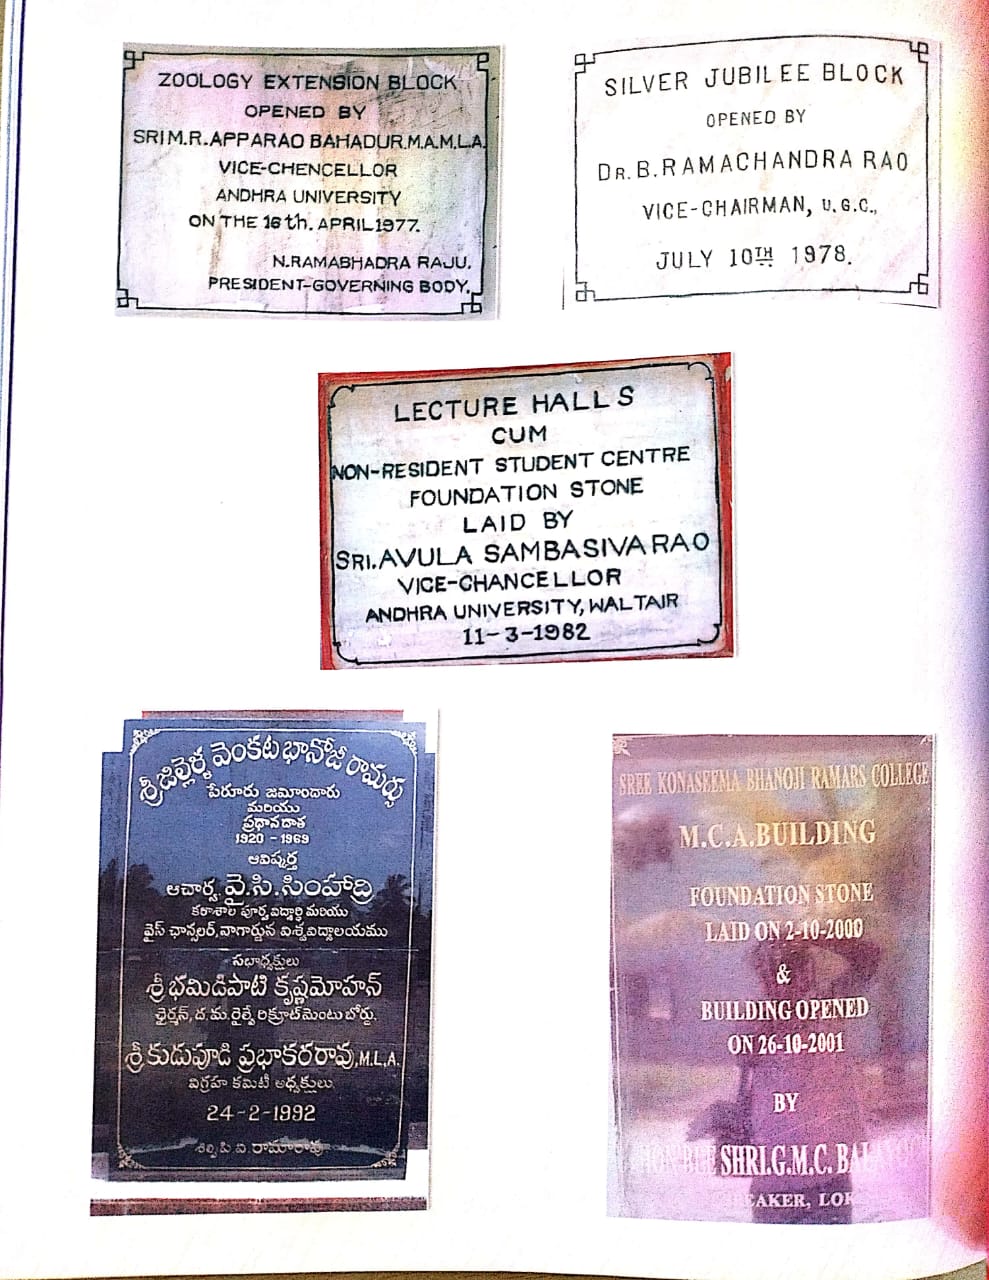 ZOOLOGY EXTENSION BLOCK
OPENED BY
SRI M.R.APPARAO BAHADUR.M.A.M.L.A.
VICE-CHENCELLOR
ANDHRA UNIVERSITY
ON THE 16th. APRIL 1977.
N.RAMABHADRA RAJU.
PRESIDENT-GOVERNING BODY.
SILVER JUBILEE BLOCK
OPENED BY
DR. B. RAMACHANDRA RAO
VICE-CHAIRMAN, U.G.C.,
JULY 10TH 1978.
LECTURE HALLS
CUM
NON-RESIDENT STUDENT CENTRE
FOUNDATION STONE
LAID BY
SRI. AVULA SAMBASIVA RAO
VICE-CHANCELLOR
ANDHRA UNIVERSITY, WALTAIR
11-3-1982
శ్రీ జిల్లెర్ళ వెంకట భానోజీ రామర్సు
పేరూరు జమీందారు
మరియు
ప్రధాన దాత
1920 - 1969
ఆవిష్కర్త
ఆచార్య. వై.సి.సింహాద్రి
కళాశాల పూర్వ విద్యార్థి మరియు
వైస్ ఛాన్సలర్, నాగార్జున విశ్వవిద్యాలయము
సభాధ్యక్షులు
శ్రీ భమిడిపాటి కృష్ణమోహన్
ఛైర్మన్, ద.మ.రైల్వే రిక్రూట్ మెంటు బోర్డు.
శ్రీ కుడుపూడి ప్రభాకరరావు, M.L.A.
విగ్రహ కమిటీ అధ్యక్షులు
24-2-1992
శిల్పి పి.వి.రామారావు
SREE KONASEEMA BHANOJI RAMARS COLLEGE
M.C.A.BUILDING
FOUNDATION STONE
LAID ON 2-10-2000
&
BUILDING OPENED
ON 26-10-2001
BY
HON'BLE SHRI.G.M.C. BALAYOGI
SPEAKER, LOK